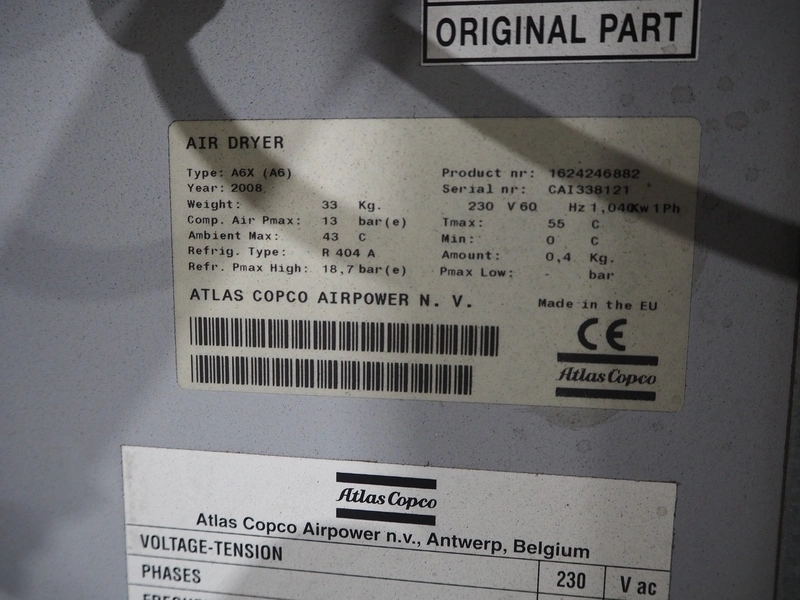 ORIGINAL PART
AIR DRYER
Type: A6X (A6) Product nr: 1624246882
Year: 2008 Serial nr: CAI338121
Weight: 33 Kg. 230 V 60 Hz 1,040Kw 1Ph
Comp. Air Pmax: 13 bar(e) Tmax: 55 C
Ambient Max: 43 C Min: 0 C
Refrig. Type: R 404 A Amount: 0,4 Kg.
Refr. Pmax High: 18,7 bar(e) Pmax Low: - bar
ATLAS COPCO AIRPOWER N. V. Made in the EU
CE
Atlas Copco
Atlas Copco
Atlas Copco Airpower n.v., Antwerp, Belgium
VOLTAGE-TENSION 230 V ac
PHASES